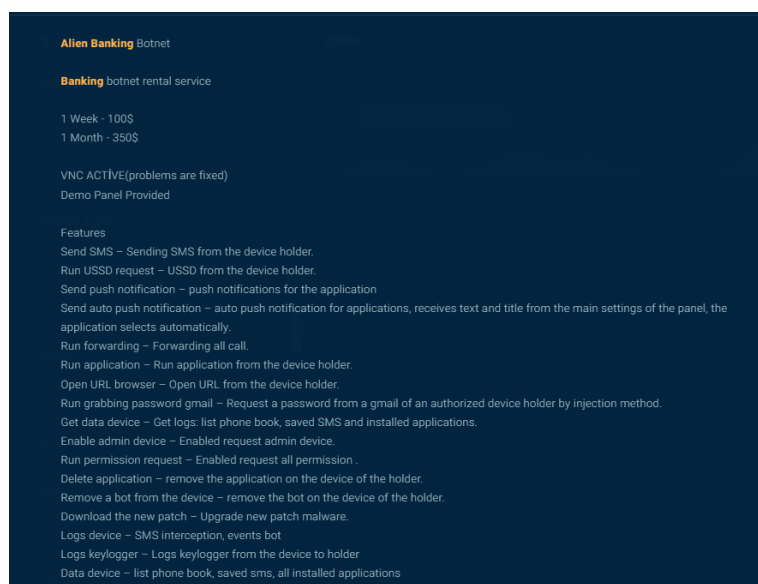 Alien Banking Botnet
Banking botnet rental service
1 Week - 100$
1 Month - 350$
VNC ACTİVE(problems are fixed)
Demo Panel Provided
Features
Send SMS – Sending SMS from the device holder.
Run USSD request – USSD from the device holder.
Send push notification – push notifications for the application
Send auto push notification – auto push notification for applications, receives text and title from the main settings of the panel, the
application selects automatically.
Run forwarding – Forwarding all call.
Run application – Run application from the device holder.
Open URL browser – Open URL from the device holder.
Run grabbing password gmail – Request a password from a gmail of an authorized device holder by injection method.
Get data device – Get logs: list phone book, saved SMS and installed applications.
Enable admin device – Enabled request admin device.
Run permission request – Enabled request all permission .
Delete application – remove the application on the device of the holder.
Remove a bot from the device – remove the bot on the device of the holder.
Download the new patch – Upgrade new patch malware.
Logs device – SMS interception, events bot
Logs keylogger – Logs keylogger from the device to holder
Data device – list phone book, saved sms, all installed applications